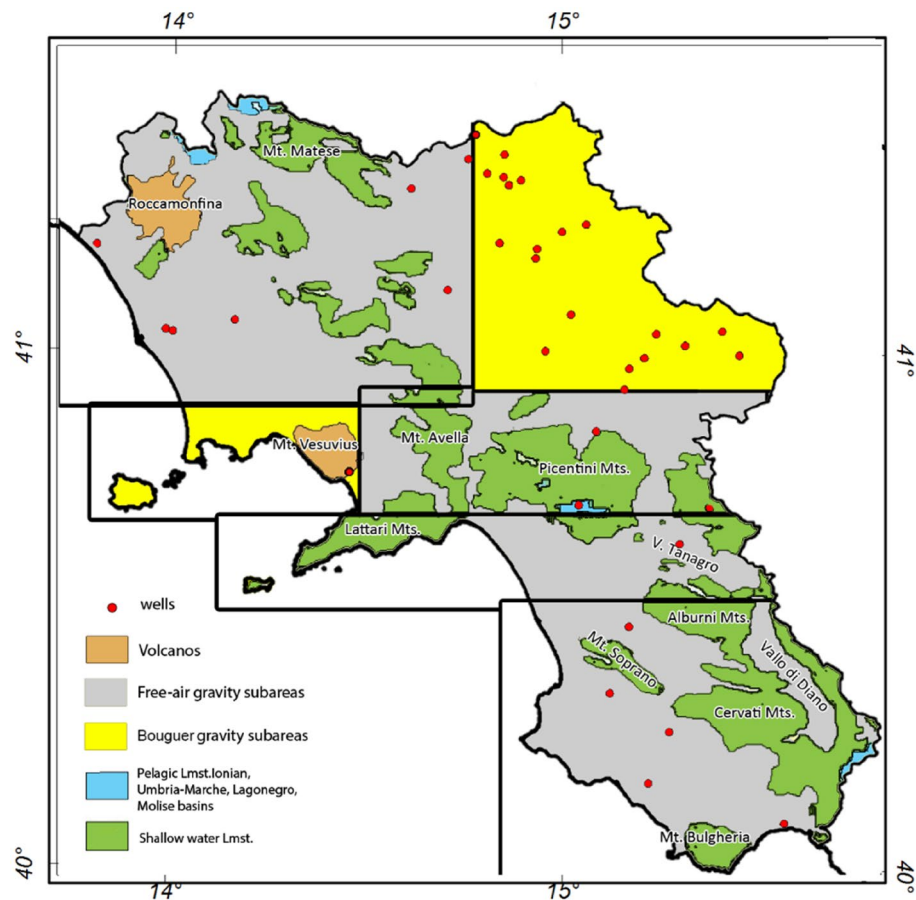 14°
15°
Mt. Matese
Roccamonfina
41°
41°
Mt. Vesuvius
Mt. Avella
Picentini Mts.
Lattari Mts.
V. Tanagro
wells
Alburni Mts.
Mt. Soprano
Vallo di Diano
Volcanos
Free-air gravity subareas
Cervati Mts.
Bouguer gravity subareas
Pelagic Lmst.Ionian,
Umbria-Marche, Lagonegro,
Molise basins
Shallow water Lmst.
Mt. Bulgheria
40°
40°
14°
15°